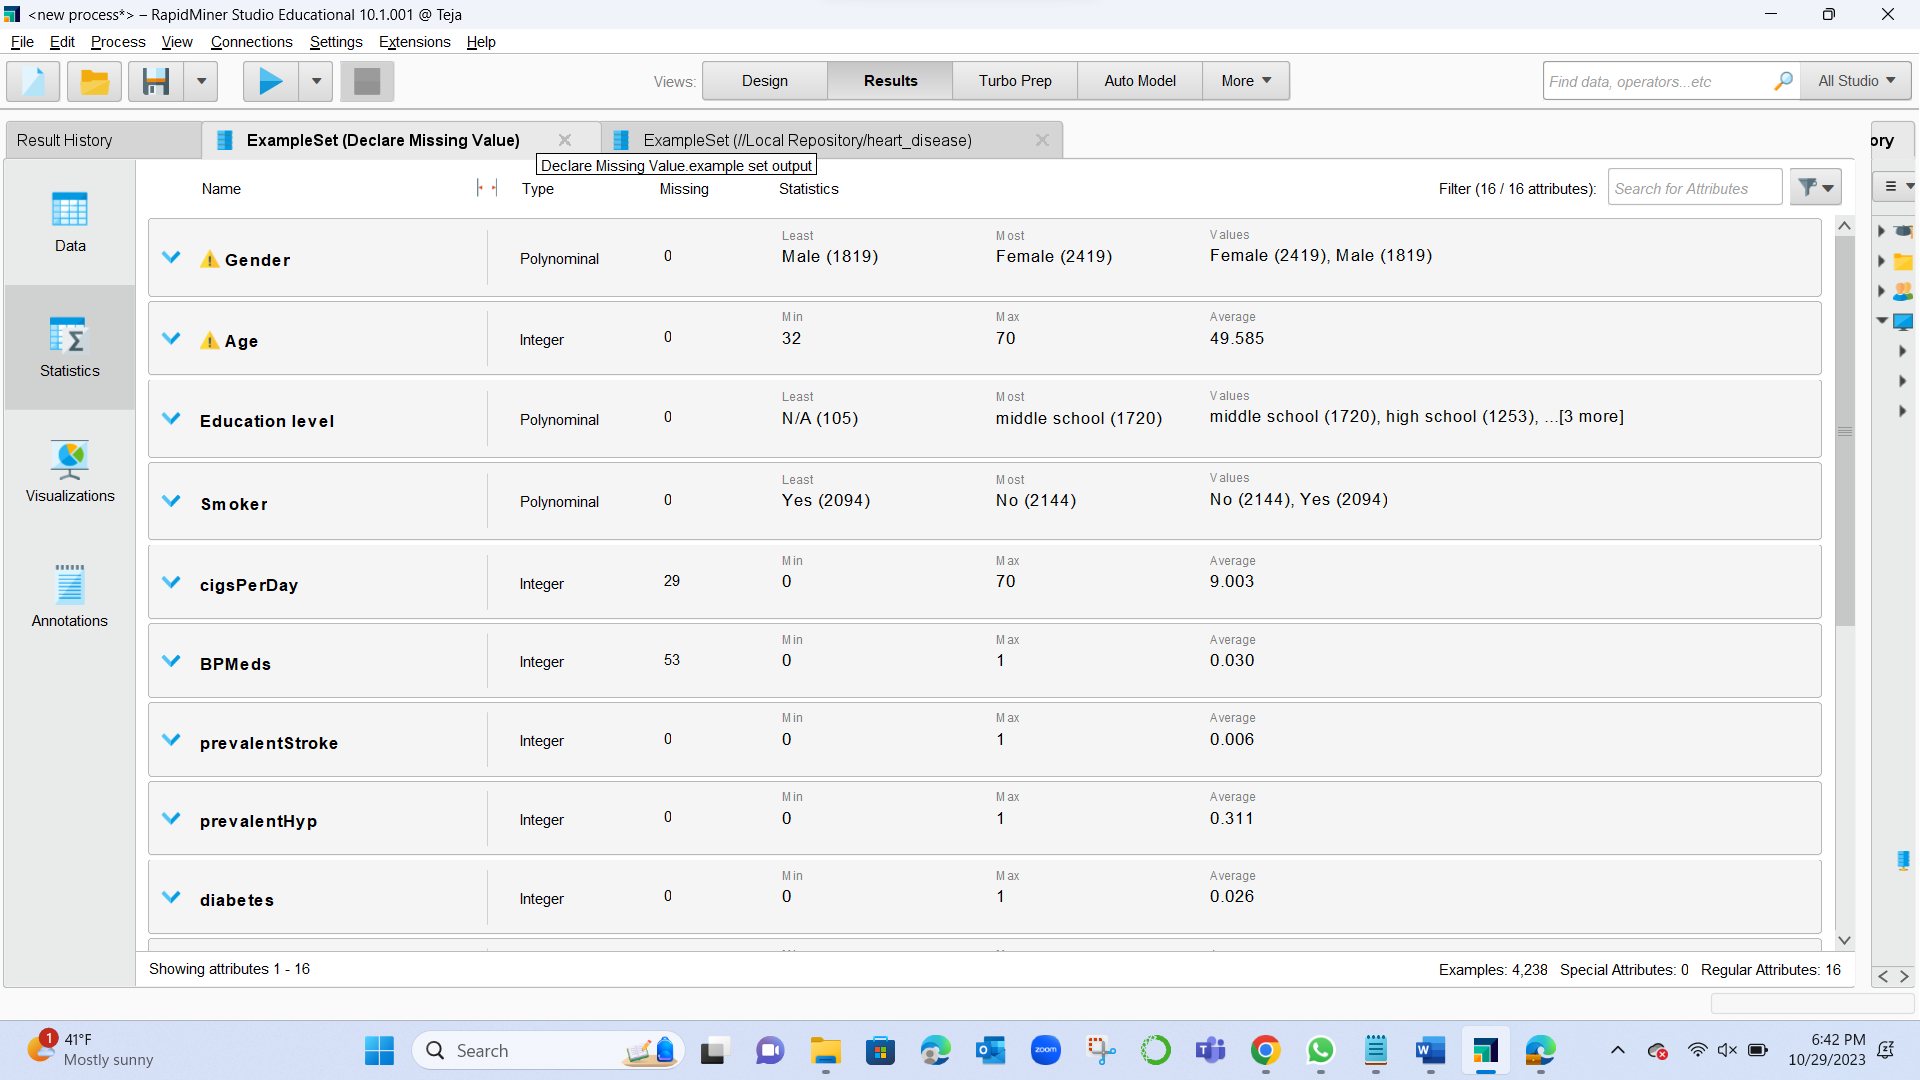 <new process*> – RapidMiner Studio Educational 10.1.001 @ Teja
File Edit Process View Connections Settings Extensions Help
Views: Design Results Turbo Prep Auto Model More Find data, operators...etc All Studio
Result History ExampleSet (Declare Missing Value) ExampleSet (//Local Repository/heart_disease) ory
Declare Missing Value.example set output
Name Type Missing Statistics Filter (16 / 16 attributes): Search for Attributes
Data
Statistics
Visualizations
Annotations
Least Most Values
Gender Polynominal 0 Male (1819) Female (2419) Female (2419), Male (1819)
Min Max Average
Age Integer 0 32 70 49.585
Least Most Values
Education level Polynominal 0 N/A (105) middle school (1720) middle school (1720), high school (1253), ...[3 more]
Least Most Values
Smoker Polynominal 0 Yes (2094) No (2144) No (2144), Yes (2094)
Min Max Average
cigsPerDay Integer 29 0 70 9.003
Min Max Average
BPMeds Integer 53 0 1 0.030
Min Max Average
prevalentStroke Integer 0 0 1 0.006
Min Max Average
prevalentHyp Integer 0 0 1 0.311
Min Max Average
diabetes Integer 0 0 1 0.026
Showing attributes 1 - 16 Examples: 4,238 Special Attributes: 0 Regular Attributes: 16
1 41°F
Mostly sunny
Search
zoom
6:42 PM
10/29/2023